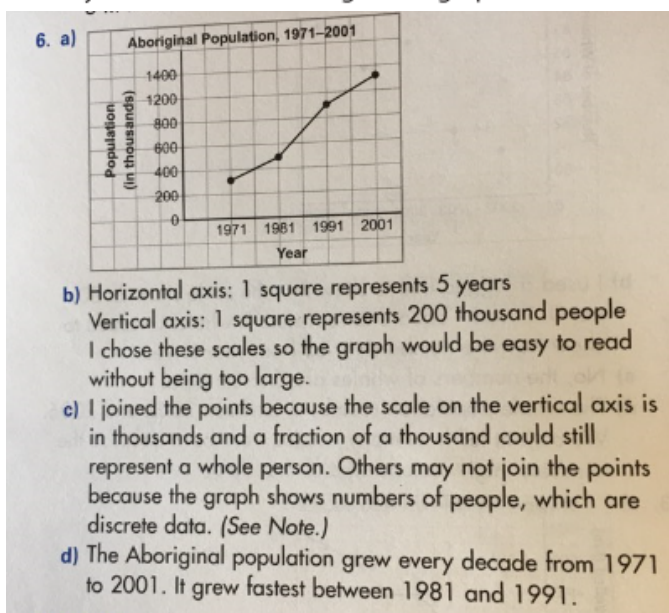 6. a)
Aboriginal Population, 1971–2001
Population
(in thousands)
1400
1200
800
600
400
200
0
1971 1981 1991 2001
Year
b) Horizontal axis: 1 square represents 5 years
Vertical axis: 1 square represents 200 thousand people
I chose these scales so the graph would be easy to read
without being too large.
c) I joined the points because the scale on the vertical axis is
in thousands and a fraction of a thousand could still
represent a whole person. Others may not join the points
because the graph shows numbers of people, which are
discrete data. (See Note.)
d) The Aboriginal population grew every decade from 1971
to 2001. It grew fastest between 1981 and 1991.